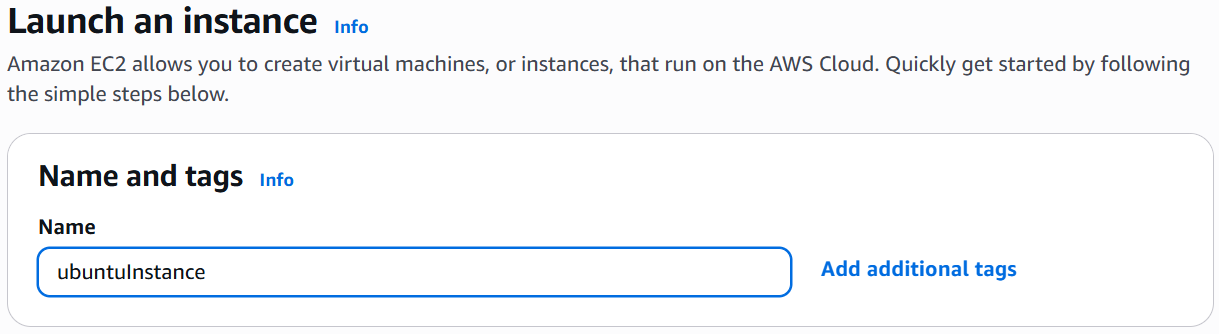 Launch an instance Info
Amazon EC2 allows you to create virtual machines, or instances, that run on the AWS Cloud. Quickly get started by following
the simple steps below.
Name and tags Info
Name
ubuntuInstance
Add additional tags